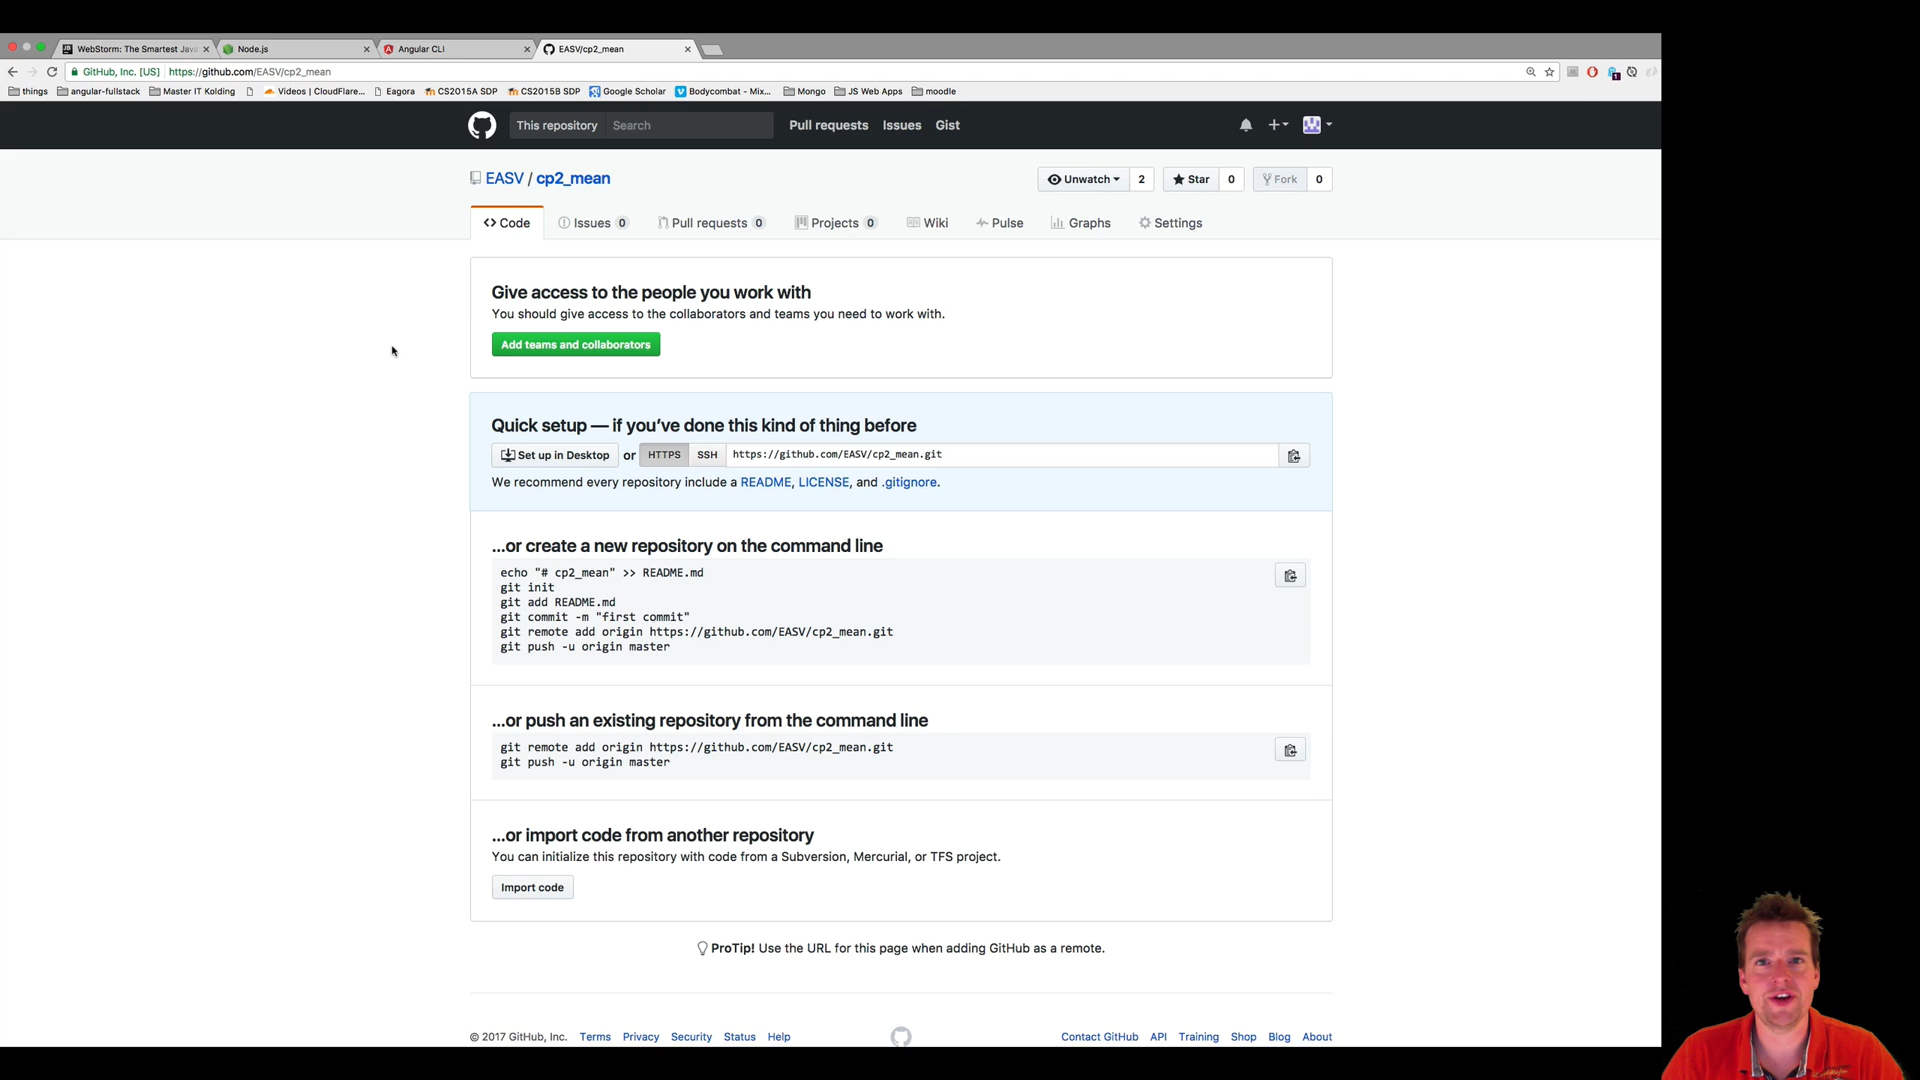 WebStorm: The Smartest Jav
Node.js
Angular CLI
EASV/cp2_mean
GitHub, Inc. [US]
https://github.com/EASV/cp2_mean
things
angular-fullstack
Master IT Kolding
Videos | CloudFlare...
Eagora
CS2015A SDP
CS2015B SDP
Google Scholar
Bodycombat - Mix...
Mongo
JS Web Apps
moodle
This repository
Search
Pull requests
Issues
Gist
EASV / cp2_mean
Unwatch 2
Star 0
Fork 0
Code
Issues 0
Pull requests 0
Projects 0
Wiki
Pulse
Graphs
Settings
Give access to the people you work with
You should give access to the collaborators and teams you need to work with.
Add teams and collaborators
Quick setup — if you’ve done this kind of thing before
Set up in Desktop or HTTPS SSH https://github.com/EASV/cp2_mean.git
We recommend every repository include a README, LICENSE, and .gitignore.
...or create a new repository on the command line
echo "# cp2_mean" >> README.md
git init
git add README.md
git commit -m "first commit"
git remote add origin https://github.com/EASV/cp2_mean.git
git push -u origin master
...or push an existing repository from the command line
git remote add origin https://github.com/EASV/cp2_mean.git
git push -u origin master
...or import code from another repository
You can initialize this repository with code from a Subversion, Mercurial, or TFS project.
Import code
ProTip! Use the URL for this page when adding GitHub as a remote.
© 2017 GitHub, Inc. Terms Privacy Security Status Help
Contact GitHub API Training Shop Blog About